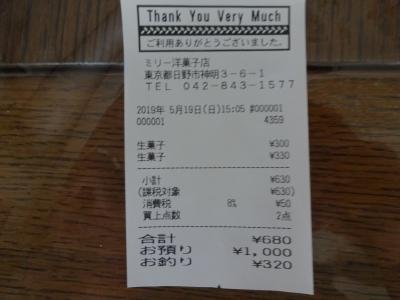 Thank You Very Much
ご利用ありがとうございました。
ミリー洋菓子店
東京都日野市神明3-6-1
TEL 042-843-1577
2019年 5月19日(日)15:05 #000001
000001 4359
生菓子 ¥300
生菓子 ¥330
小計 ¥630
(課税対象 ¥630)
消費税 8% ¥50
買上点数 2点
合計 ¥680
お預り ¥1,000
お釣り ¥320